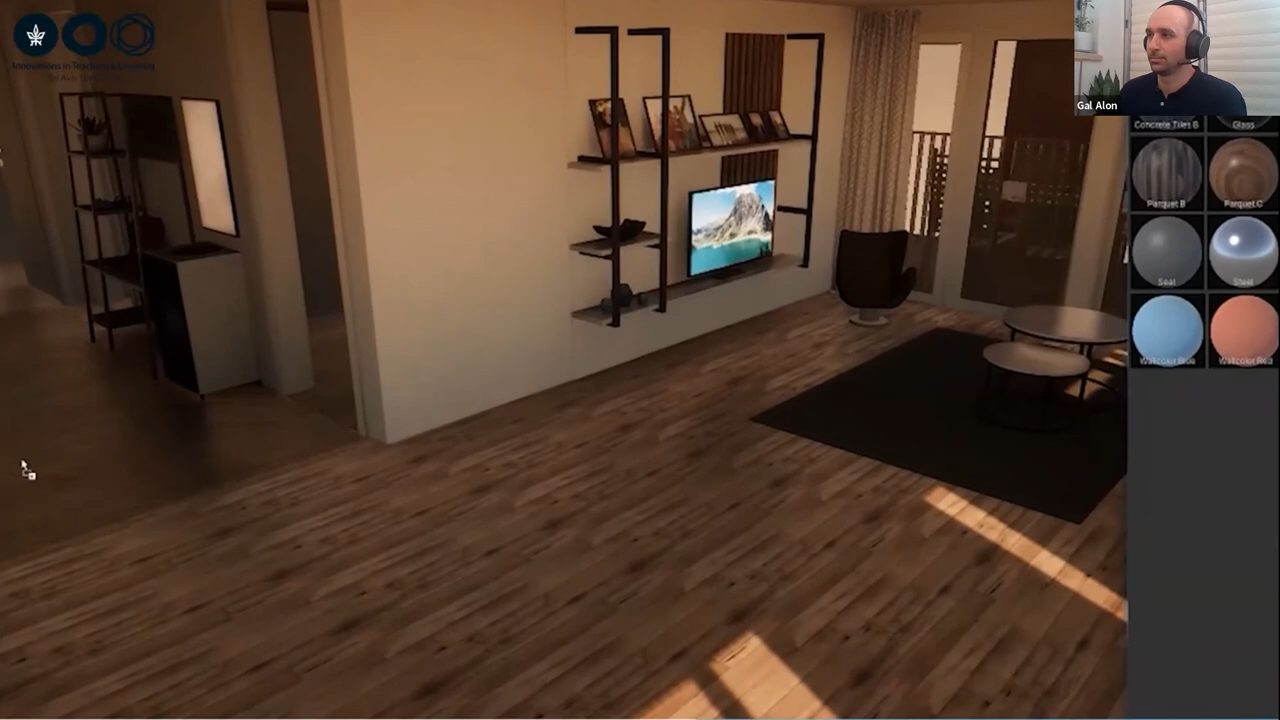 Innovations in Teaching & Learning
Gal Alon
Concrete Tiles B
Glass
Parquet B
Parquet C
Seat
Steel
Wallcolor Blue
Wallcolor Red